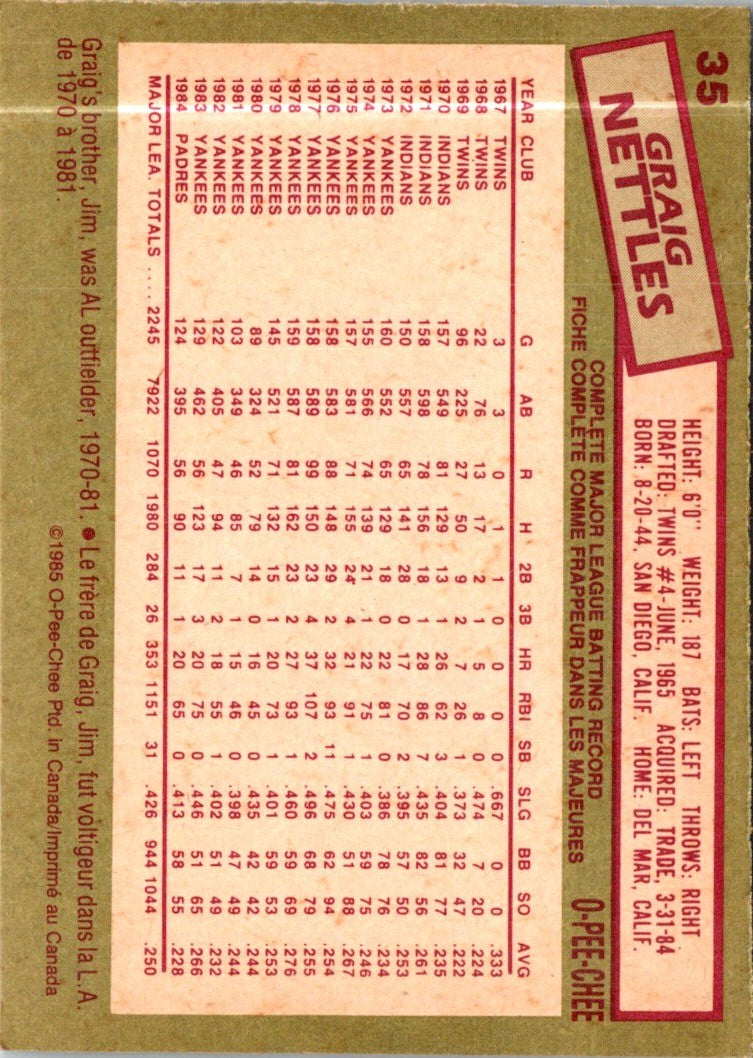 35
GRAIG
NETTLES
HEIGHT: 6'0" WEIGHT: 187 BATS: LEFT THROWS: RIGHT
DRAFTED: TWINS #4-JUNE, 1965 ACQUIRED: TRADE, 3-31-84
BORN: 8-20-44, SAN DIEGO, CALIF. HOME: DEL MAR, CALIF.
COMPLETE MAJOR LEAGUE BATTING RECORD
FICHE COMPLÈTE COMME FRAPPEUR DANS LES MAJEURES
O-PEE-CHEE
YEAR CLUB G AB R H 2B 3B HR RBI SB SLG BB SO AVG
1967 TWINS 3 3 0 1 1 0 0 0 0 .667 0 0 .333
1968 TWINS 22 76 13 17 2 1 5 8 0 .474 7 20 .224
1969 TWINS 96 225 27 50 9 2 7 26 1 .373 32 47 .222
1970 INDIANS 157 549 81 129 13 1 26 62 3 .404 81 77 .235
1971 INDIANS 158 598 78 156 18 1 28 86 7 .435 82 56 .261
1972 INDIANS 150 557 65 141 28 0 17 70 2 .395 57 50 .253
1973 YANKEES 160 552 65 129 18 0 22 81 0 .386 78 76 .234
1974 YANKEES 155 566 74 139 21 1 22 75 1 .403 59 75 .246
1975 YANKEES 157 581 71 155 24 4 21 91 1 .430 51 88 .267
1976 YANKEES 158 583 88 148 29 2 32 93 11 .475 62 94 .254
1977 YANKEES 158 589 99 150 23 4 37 107 2 .496 68 79 .255
1978 YANKEES 159 587 81 162 23 2 27 93 1 .460 59 69 .276
1979 YANKEES 145 521 71 132 15 1 20 73 1 .401 59 53 .253
1980 YANKEES 89 324 52 79 14 0 16 45 0 .435 42 42 .244
1981 YANKEES 103 349 46 85 7 1 15 46 0 .398 47 49 .244
1982 YANKEES 122 405 47 94 11 2 18 55 1 .402 51 49 .232
1983 YANKEES 129 462 56 123 17 3 20 75 0 .446 51 65 .266
1984 PADRES 124 395 56 90 11 1 20 65 0 .413 58 55 .228
MAJOR LEA. TOTALS .... 2245 7922 1070 1980 284 26 353 1151 31 .426 944 1044 .250
Graig's brother, Jim, was AL outfielder, 1970-81. • Le frère de Graig, Jim, fut voltigeur dans la L.A.
de 1970 à 1981.
©1985 O-Pee-Chee Ptd. in Canada/Imprimé au Canada